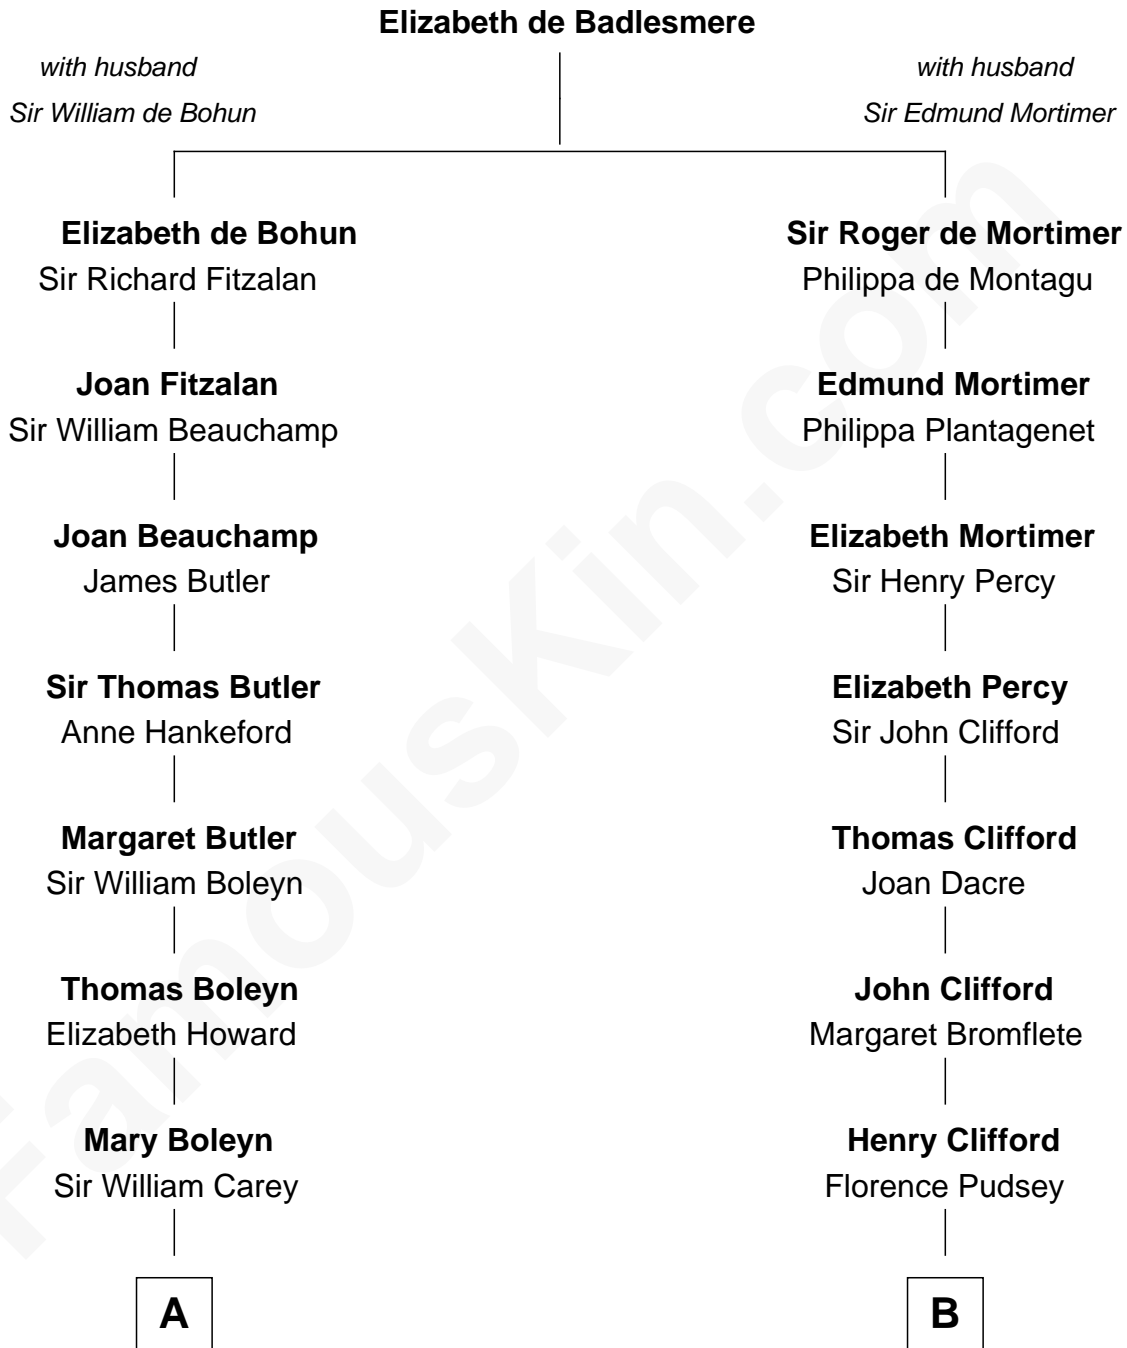 Elizabeth de Badlesmere
with husband
Sir William de Bohun
with husband
Sir Edmund Mortimer
Elizabeth de Bohun
Sir Richard Fitzalan
Sir Roger de Mortimer
Philippa de Montagu
Joan Fitzalan
Sir William Beauchamp
Edmund Mortimer
Philippa Plantagenet
Joan Beauchamp
James Butler
Elizabeth Mortimer
Sir Henry Percy
Sir Thomas Butler
Anne Hankeford
Elizabeth Percy
Sir John Clifford
Margaret Butler
Sir William Boleyn
Thomas Clifford
Joan Dacre
Thomas Boleyn
Elizabeth Howard
John Clifford
Margaret Bromflete
Mary Boleyn
Sir William Carey
Henry Clifford
Florence Pudsey
A
B
FamousKin.com